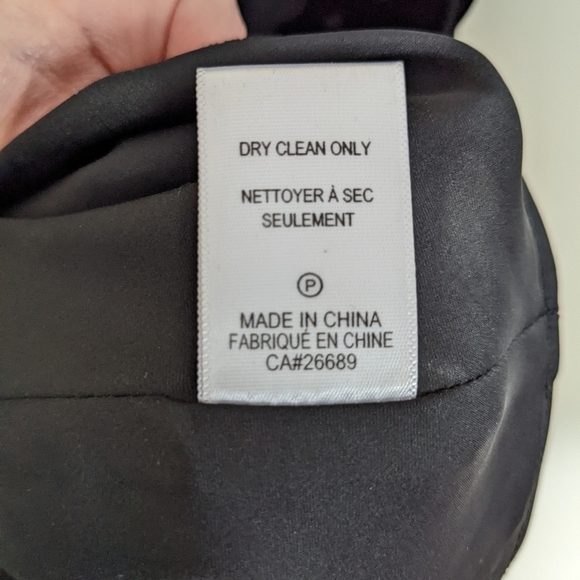 DRY CLEAN ONLY
NETTOYER À SEC
SEULEMENT
P
MADE IN CHINA
FABRIQUÉ EN CHINE
CA#26689